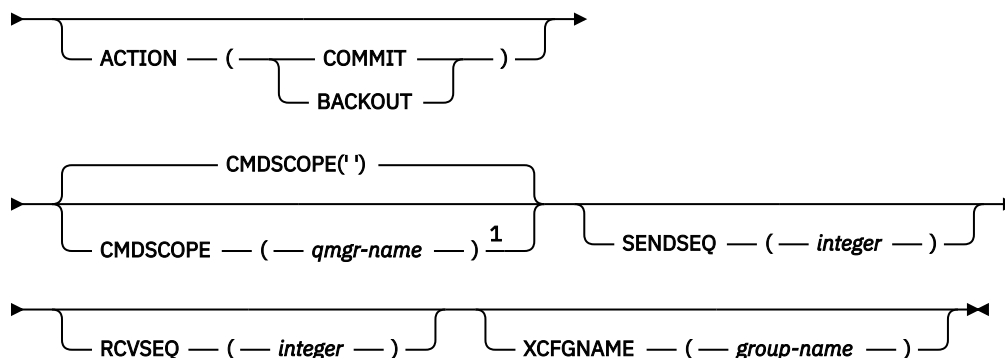 ACTION ( COMMIT )
BACKOUT
CMDSCOPE(' ')
CMDSCOPE ( qmgr-name ) 1
SENDSEQ ( integer )
RCVSEQ ( integer )
XCFGNAME ( group-name )